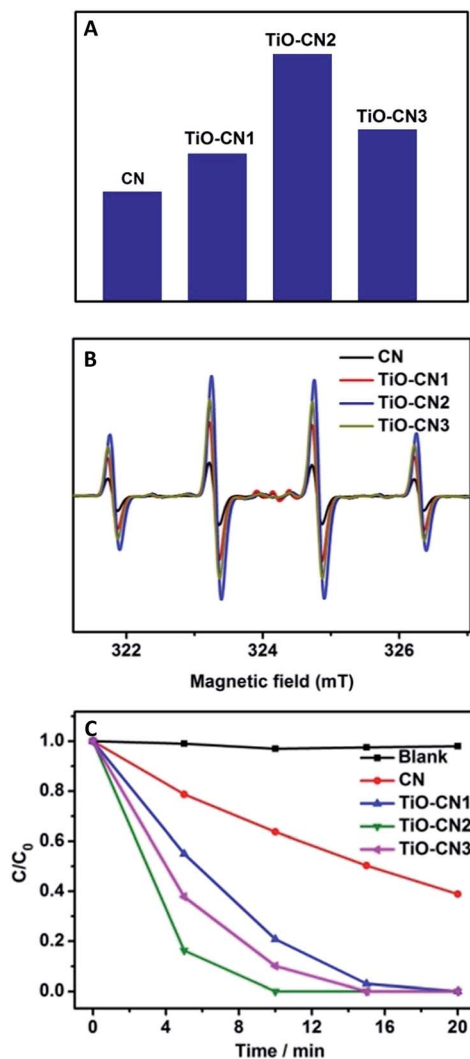 A
TiO-CN2
TiO-CN3
TiO-CN1
CN
B
CN
TiO-CN1
TiO-CN2
TiO-CN3
322 324 326
Magnetic field (mT)
C
1.0
0.8
0.6
0.4
0.2
0.0
C/C0
Blank
CN
TiO-CN1
TiO-CN2
TiO-CN3
0 4 8 12 16 20
Time / min